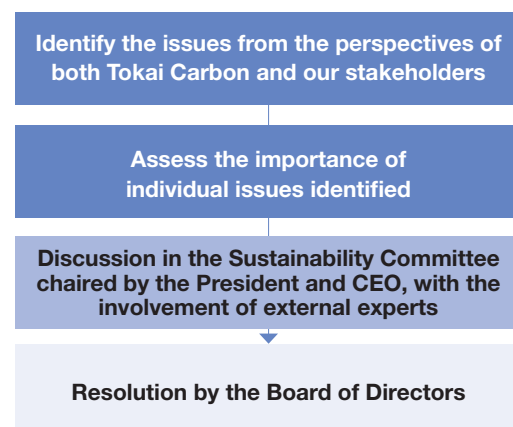 Identify the issues from the perspectives of
both Tokai Carbon and our stakeholders
Assess the importance of
individual issues identified
Discussion in the Sustainability Committee
chaired by the President and CEO, with the
involvement of external experts
Resolution by the Board of Directors